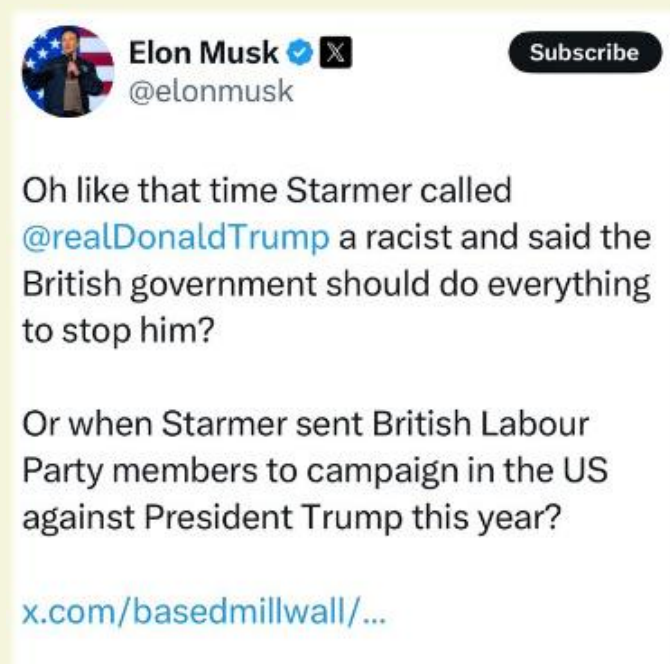 Elon Musk X
Subscribe
@elonmusk
Oh like that time Starmer called
@realDonaldTrump a racist and said the
British government should do everything
to stop him?
Or when Starmer sent British Labour
Party members to campaign in the US
against President Trump this year?
x.com/basedmillwall/...